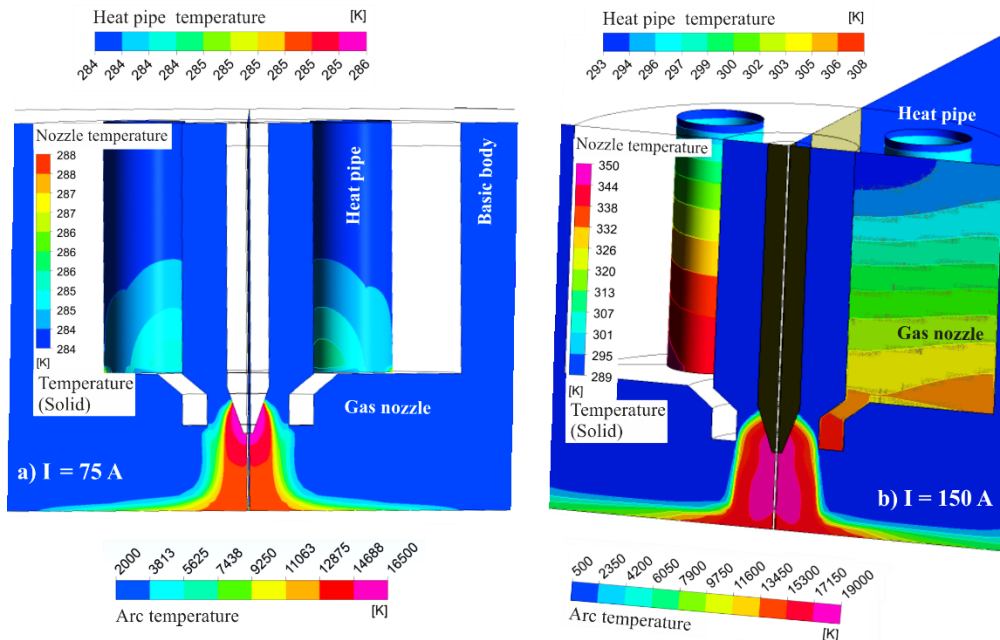 Heat pipe temperature [K]
284 284 284 284 285 285 285 285 285 286
Nozzle temperature
288
288
287
287
286
286
285
285
284
284
[K]
Temperature
(Solid)
Heat pipe
Basic body
Gas nozzle
a) I = 75 A
2000 3813 5625 7438 9250 11063 12875 14688 16500
Arc temperature [K]
Heat pipe temperature [K]
293 294 296 297 299 300 302 303 305 306 308
Heat pipe
Nozzle temperature
350
344
338
332
326
320
313
307
301
295
289
[K]
Temperature
(Solid)
Gas nozzle
b) I = 150 A
500 2350 4200 6050 7900 9750 11600 13450 15300 17150 19000
Arc temperature [K]